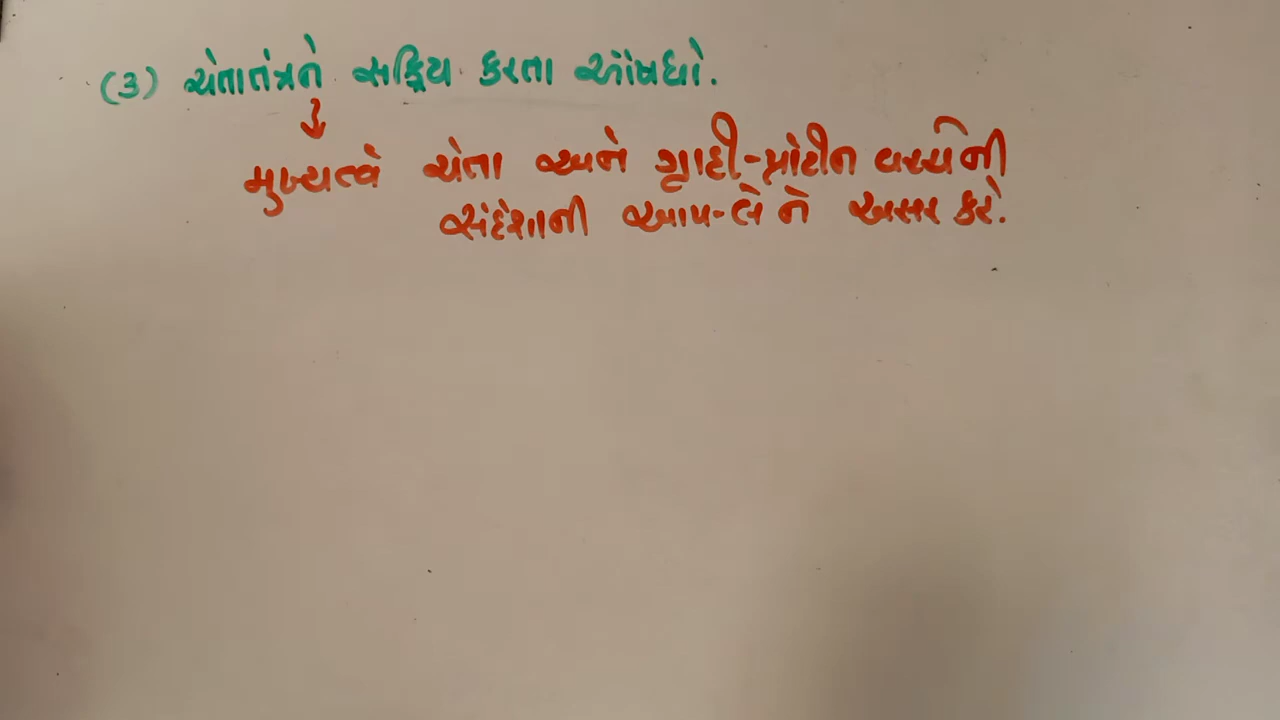 (૩) ચેતાતંત્રને સક્રિય કરતા ઔષધો.
મુખ્યત્વે ચેતા અને ગ્રાહી-પ્રોટીન વચ્ચેની
સંદેશાની આપ-લે ને અસર કરે.